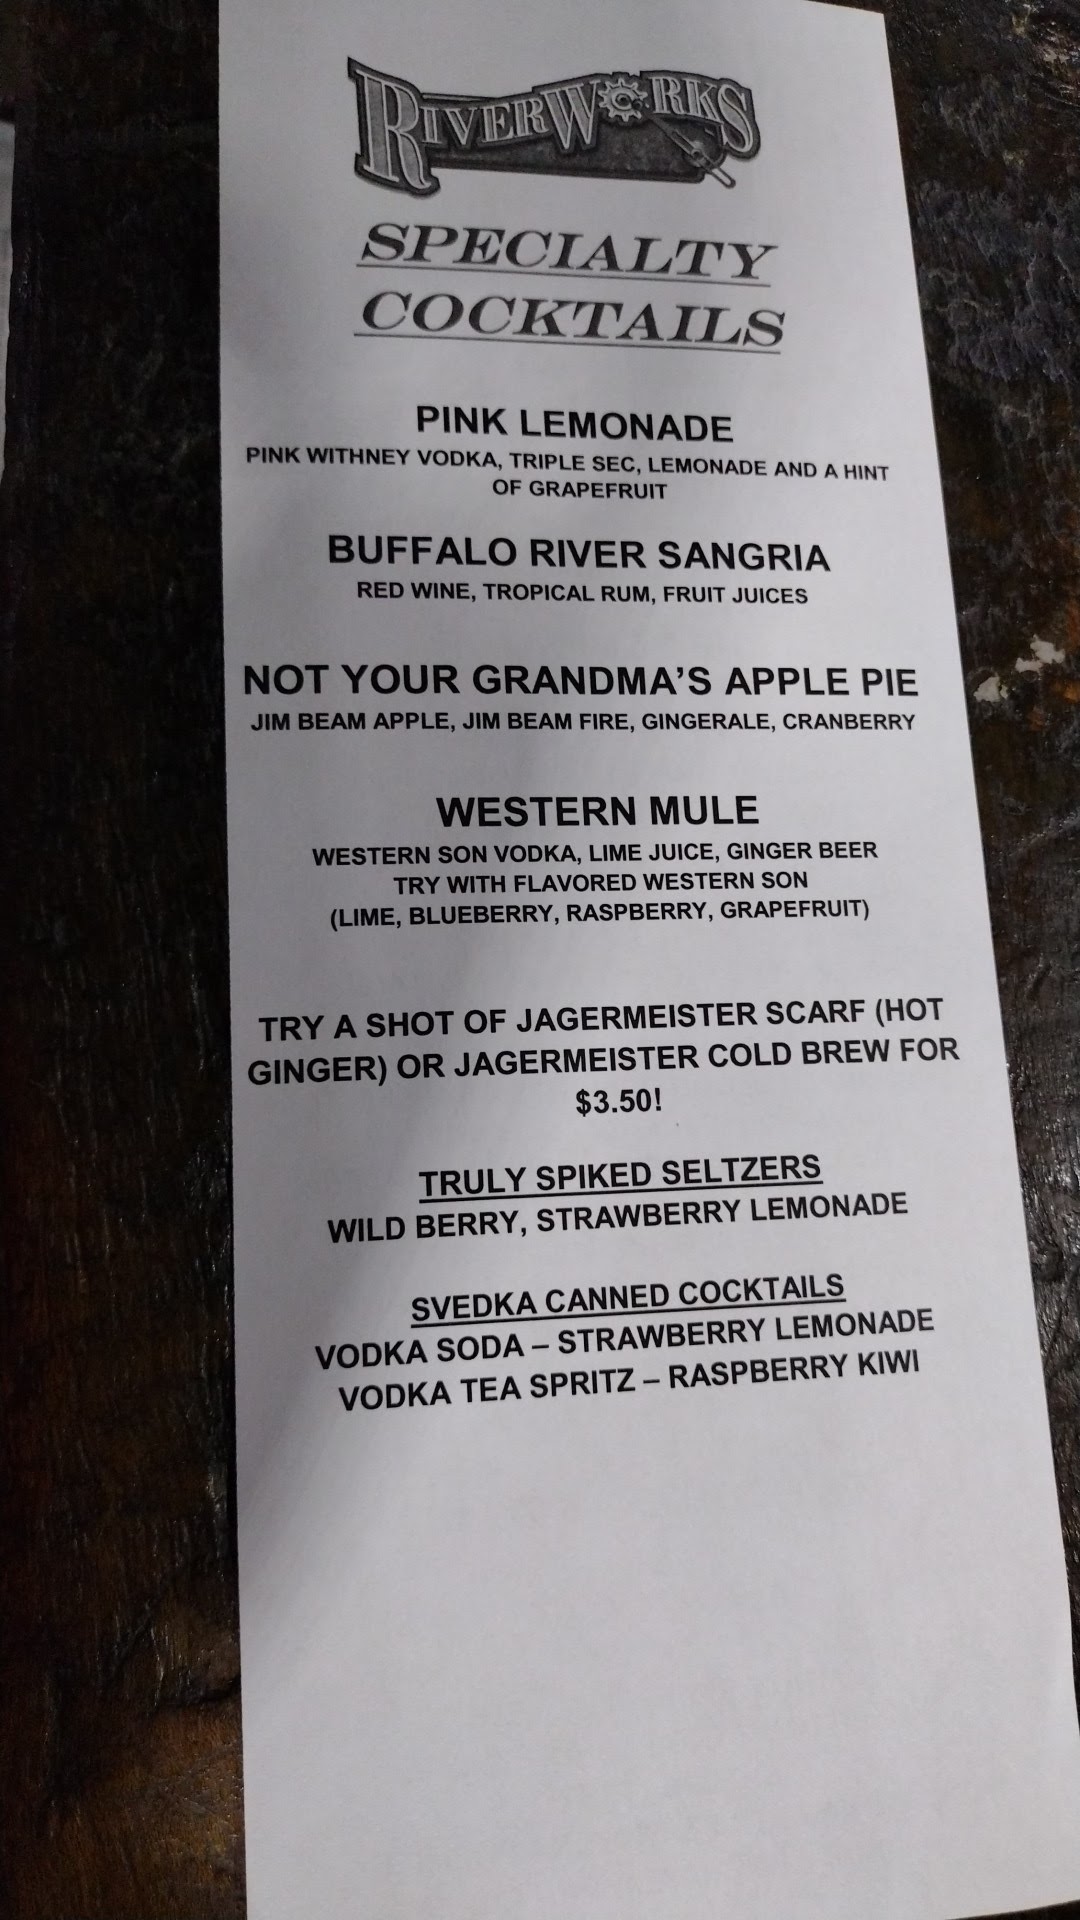 RIVERWORKS
SPECIALTY
COCKTAILS
PINK LEMONADE
PINK WITHNEY VODKA, TRIPLE SEC, LEMONADE AND A HINT
OF GRAPEFRUIT
BUFFALO RIVER SANGRIA
RED WINE, TROPICAL RUM, FRUIT JUICES
NOT YOUR GRANDMA'S APPLE PIE
JIM BEAM APPLE, JIM BEAM FIRE, GINGERALE, CRANBERRY
WESTERN MULE
WESTERN SON VODKA, LIME JUICE, GINGER BEER
TRY WITH FLAVORED WESTERN SON
(LIME, BLUEBERRY, RASPBERRY, GRAPEFRUIT)
TRY A SHOT OF JAGERMEISTER SCARF (HOT
GINGER) OR JAGERMEISTER COLD BREW FOR
$3.50!
TRULY SPIKED SELTZERS
WILD BERRY, STRAWBERRY LEMONADE
SVEDKA CANNED COCKTAILS
VODKA SODA – STRAWBERRY LEMONADE
VODKA TEA SPRITZ – RASPBERRY KIWI